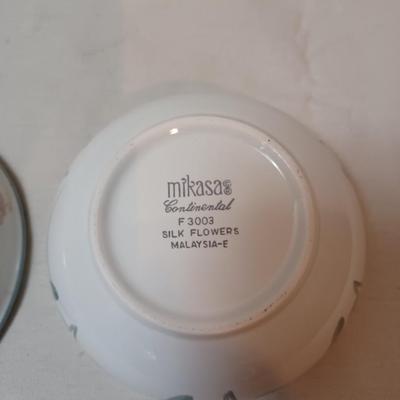 mikasa
Continental
F 3003
SILK FLOWERS
MALAYSIA-E